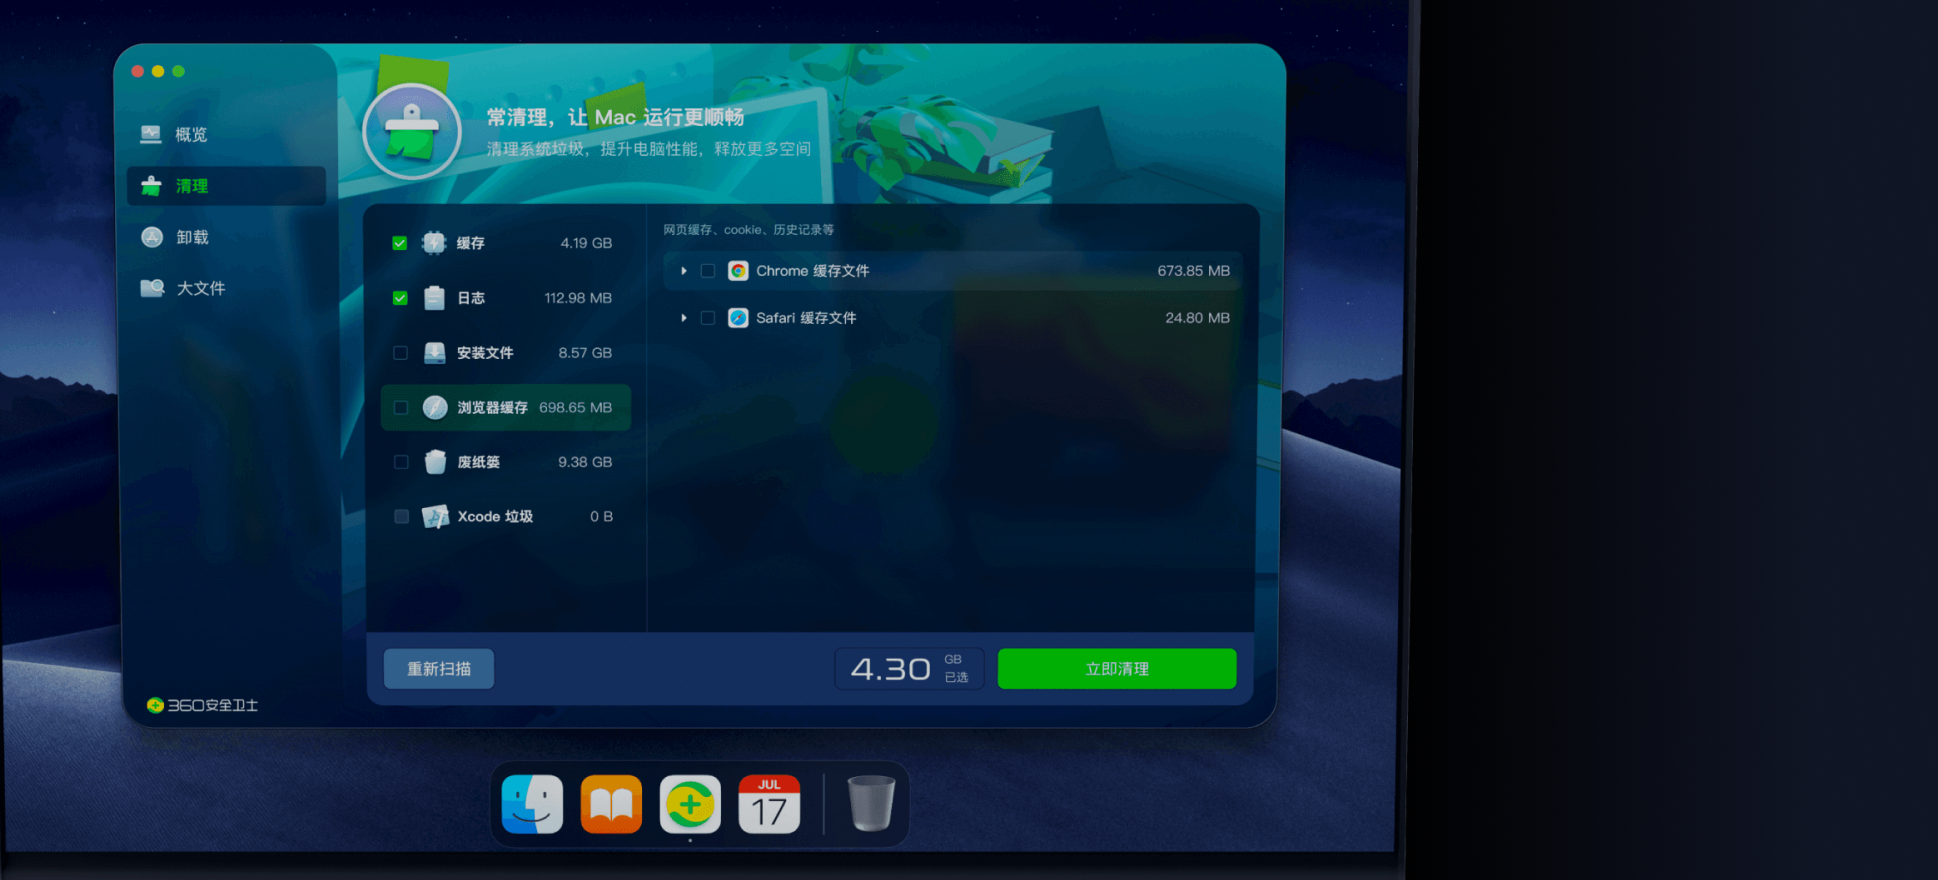 概览
清理
卸载
大文件
360安全卫士
常清理，让 Mac 运行更顺畅
清理系统垃圾，提升电脑性能，释放更多空间
缓存 4.19 GB
日志 112.98 MB
安装文件 8.57 GB
浏览器缓存 698.65 MB
废纸篓 9.38 GB
Xcode 垃圾 0 B
网页缓存、cookie、历史记录等
Chrome 缓存文件 673.85 MB
Safari 缓存文件 24.80 MB
重新扫描
4.30 GB 已选
立即清理
JUL
17